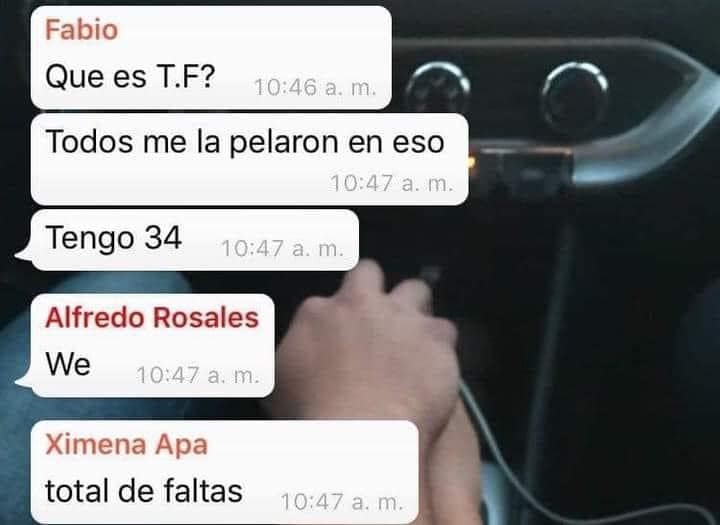 Fabio
Que es T.F?
10:46 a. m.
Todos me la pelaron en eso
10:47 a. m.
Tengo 34
10:47 a. m.
Alfredo Rosales
We
10:47 a. m.
Ximena Apa
total de faltas
10:47 a. m.